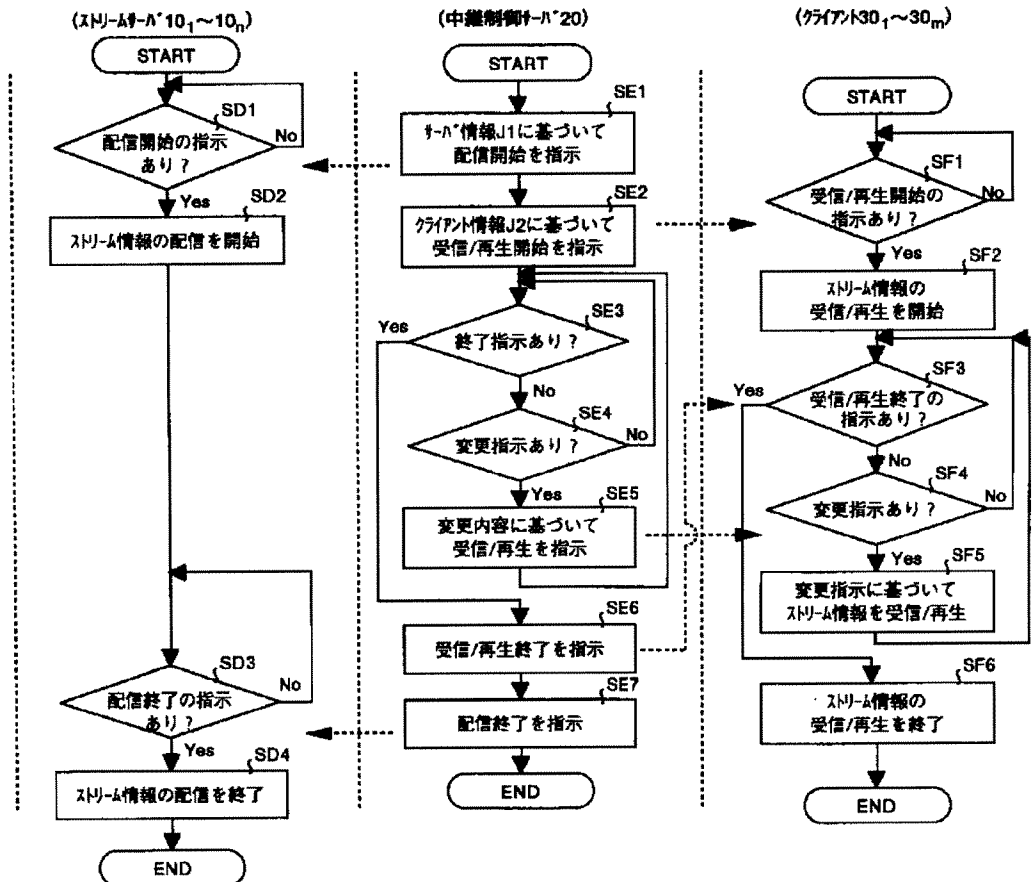 (ストリームサーバ10₁～10ₙ)
START
SD1
配信開始の指示
あり？
No
Yes
SD2
ストリーム情報の配信を開始
SD3
配信終了の指示
あり？
No
Yes
SD4
ストリーム情報の配信を終了
END
(中継制御サーバ20)
START
SE1
サーバ情報J1に基づいて
配信開始を指示
SE2
クライアント情報J2に基づいて
受信/再生開始を指示
SE3
Yes
終了指示あり？
No
SE4
変更指示あり？
No
Yes
SE5
変更内容に基づいて
受信/再生を指示
SE6
受信/再生終了を指示
SE7
配信終了を指示
END
(クライアント30₁～30ₘ)
START
SF1
受信/再生開始の
指示あり？
No
Yes
SF2
ストリーム情報の
受信/再生を開始
SF3
Yes
受信/再生終了の
指示あり？
No
SF4
変更指示あり？
No
Yes
SF5
変更指示に基づいて
ストリーム情報を受信/再生
SF6
ストリーム情報の
受信/再生を終了
END